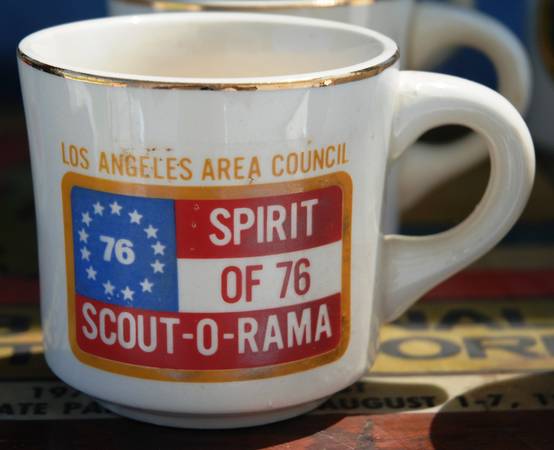 LOS ANGELES AREA COUNCIL
76
SPIRIT
OF 76
SCOUT-O-RAMA
AUGUST 1-7,